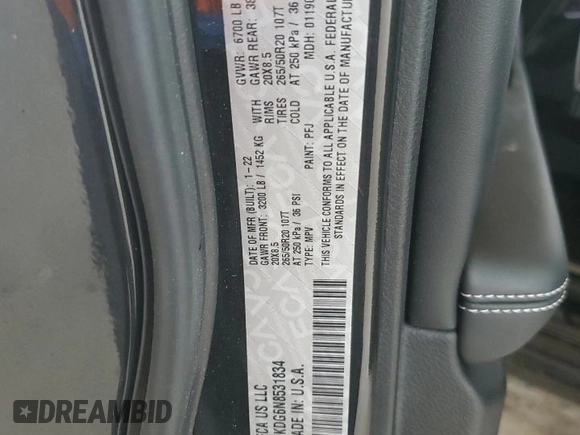 FCA US LLC
KDG6N8531834
IN U.S.A.
DATE OF MFR (BUILT): 1-22
GVWR: 6700 LB
GAWR FRONT: 3200 LB / 1452 KG WITH
GAWR REAR:
20X8.5 RIMS 20X8.5
265/50R20 107T TIRES 265/50R20 107T
AT 250 kPa / 36 PSI COLD AT 250 kPa / 36
TYPE: MPV PAINT: PFJ MDH:
THIS VEHICLE CONFORMS TO ALL APPLICABLE U.S.A. FEDERAL
STANDARDS IN EFFECT ON THE DATE OF MANUFACTUR
DREAMBID